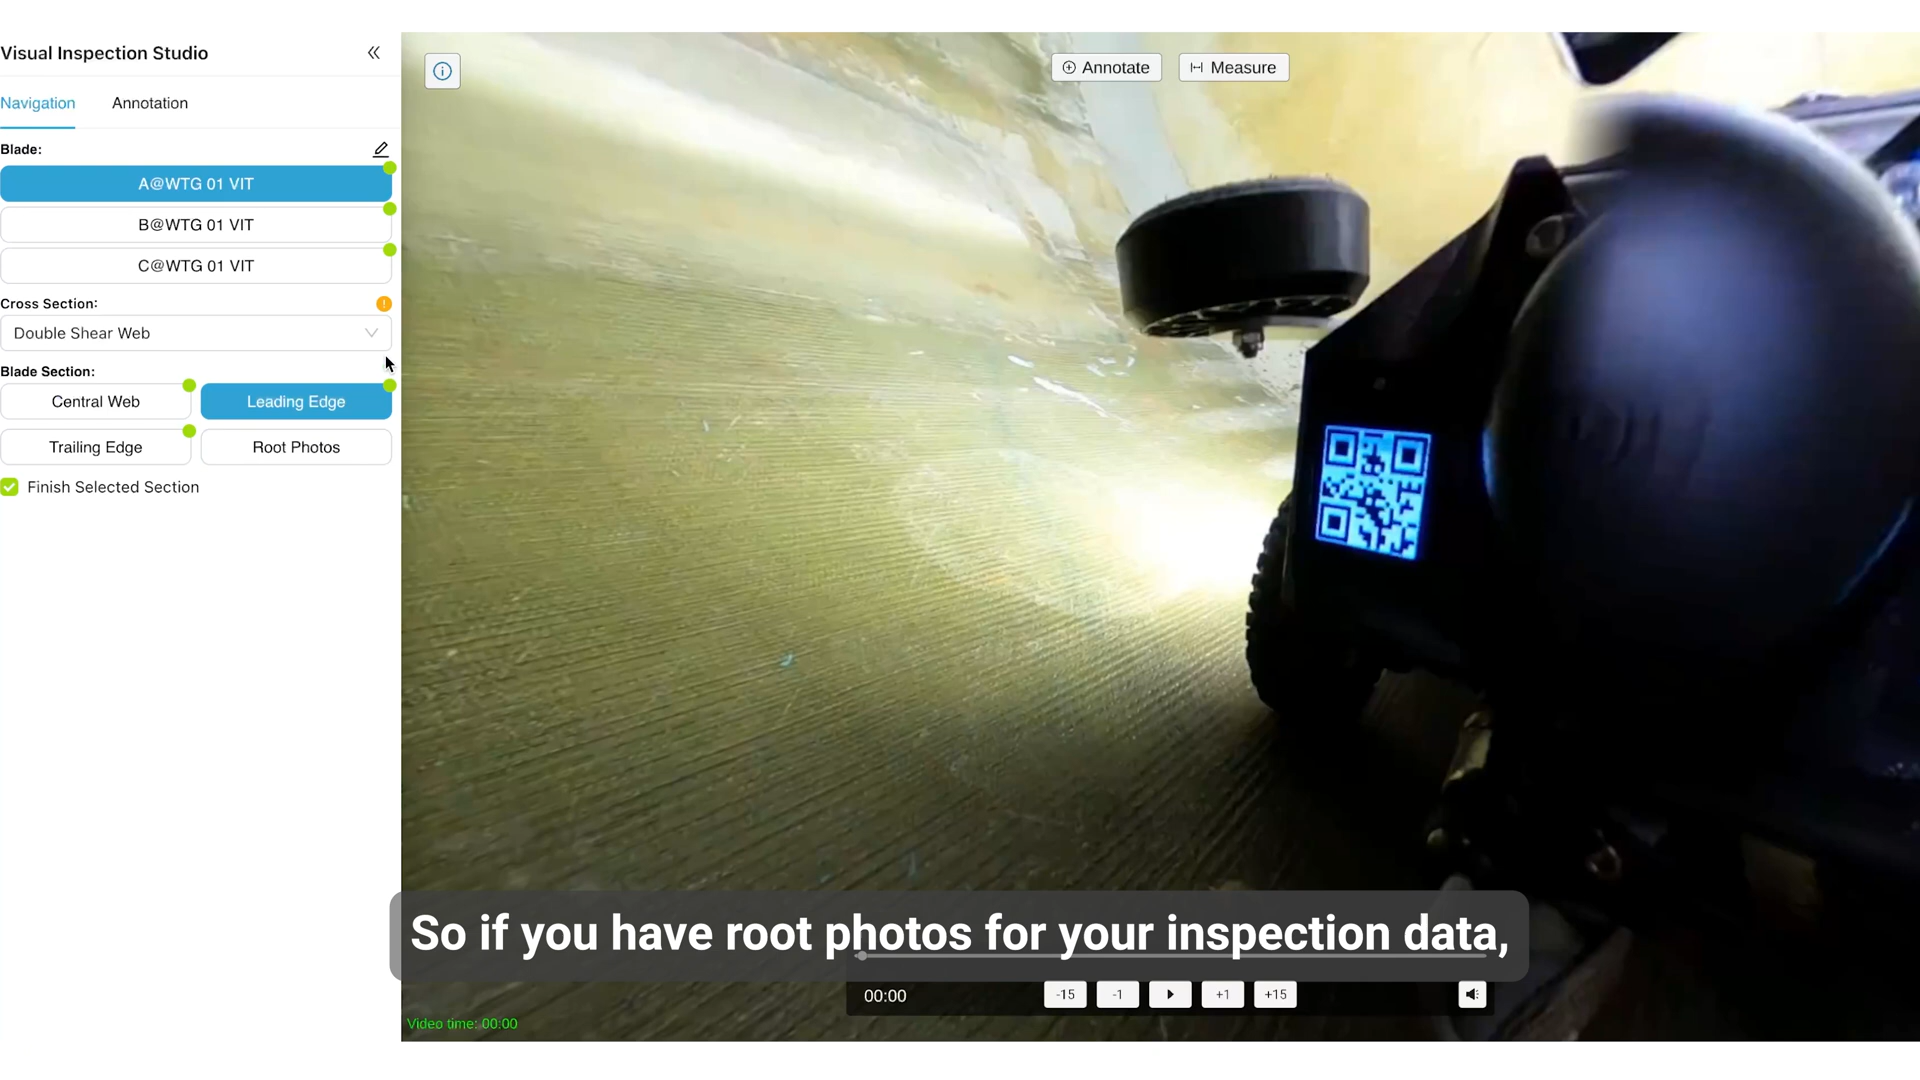 Visual Inspection Studio
Navigation Annotation
Blade:
A@WTG 01 VIT
B@WTG 01 VIT
C@WTG 01 VIT
Cross Section:
Double Shear Web
Blade Section:
Central Web
Leading Edge
Trailing Edge
Root Photos
Finish Selected Section
Annotate
Measure
So if you have root photos for your inspection data,
00:00
-15
-1
+1
+15
Video time: 00:00